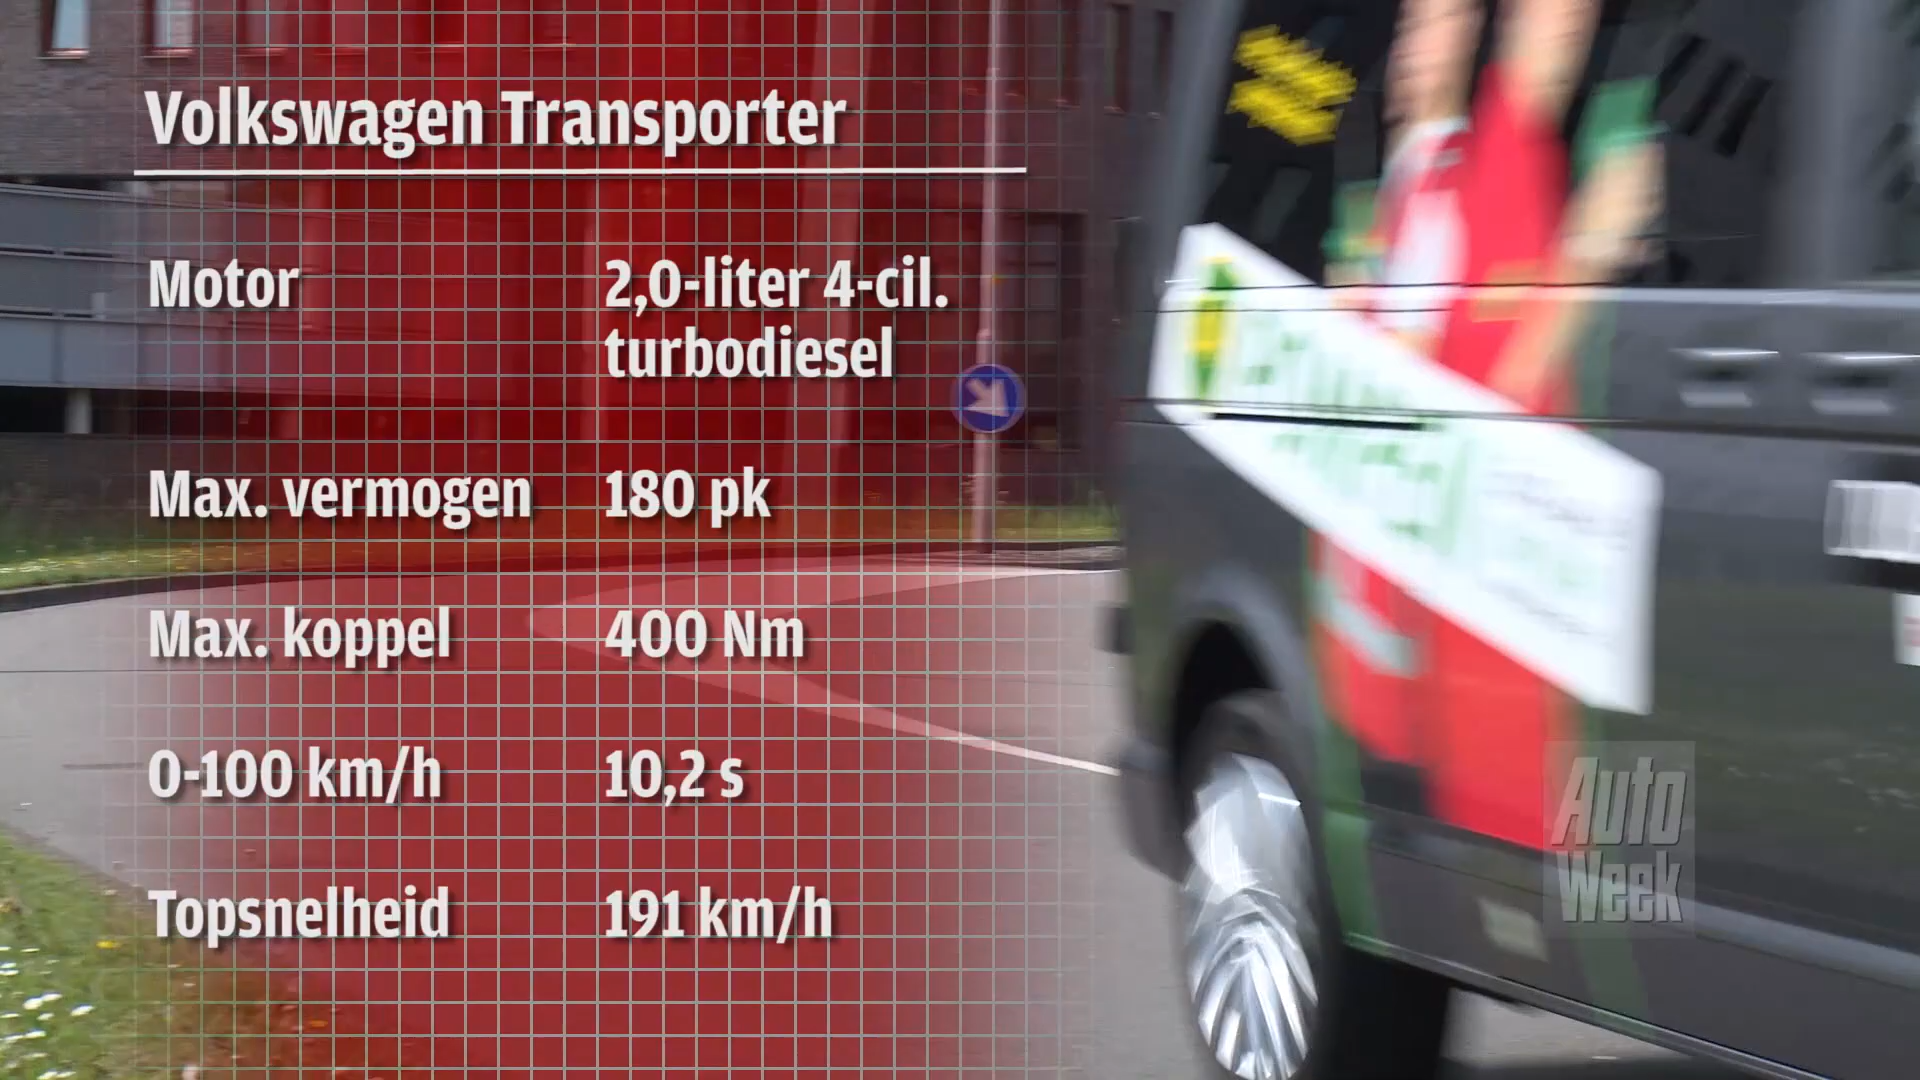 Volkswagen Transporter
Motor 2,0-liter 4-cil.
turbodiesel
Max. vermogen 180 pk
Max. koppel 400 Nm
0-100 km/h 10,2 s
Topsnelheid 191 km/h
Auto
Week